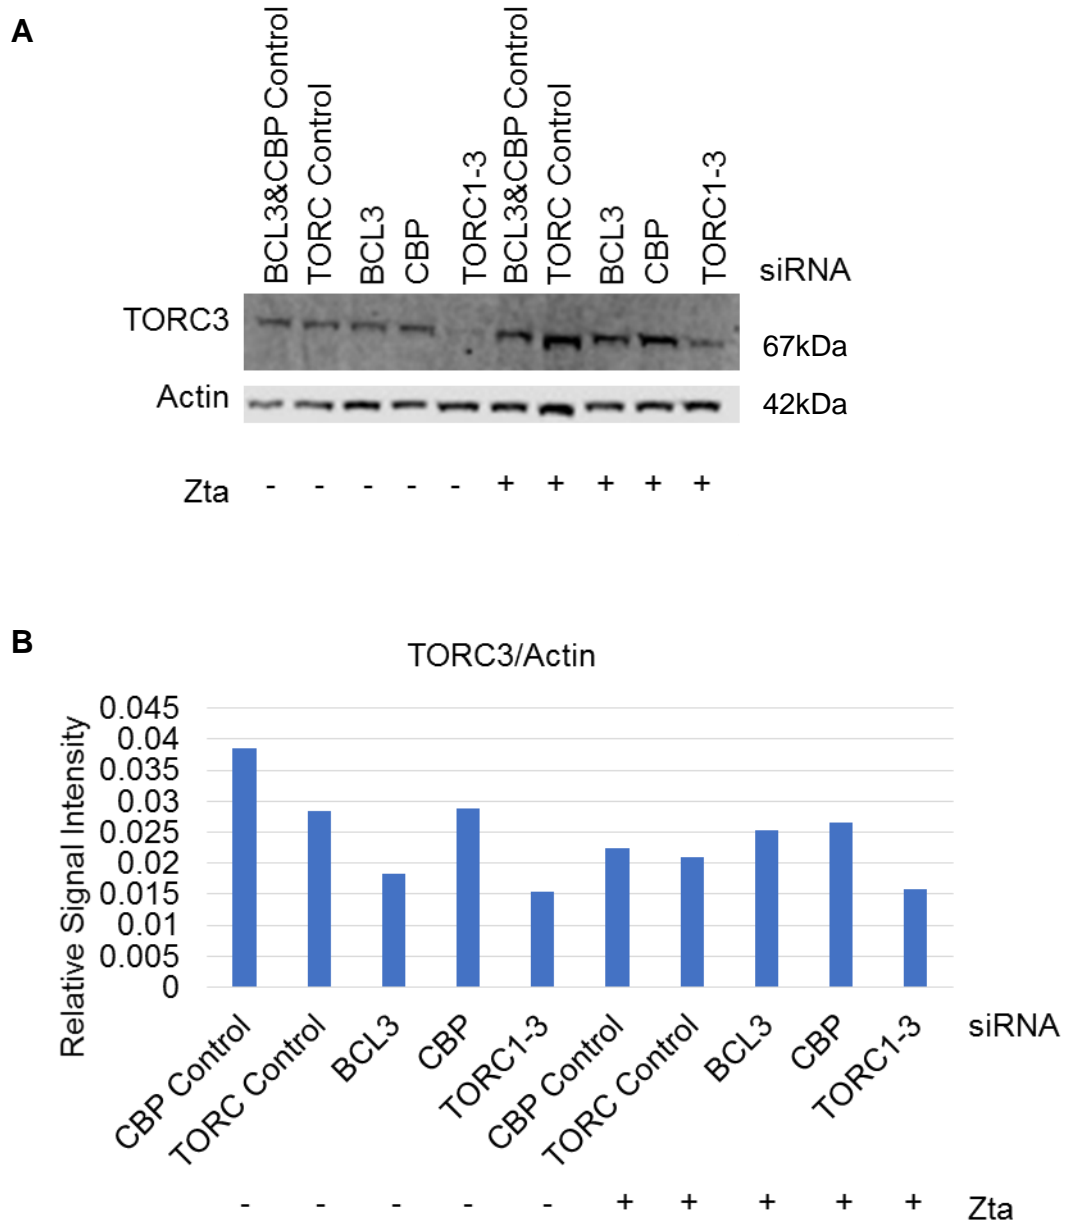 A
BCL3&CBP Control
TORC Control
BCL3
CBP
TORC1-3
BCL3&CBP Control
TORC Control
BCL3
CBP
TORC1-3
siRNA
TORC3
67kDa
Actin
42kDa
Zta - - - - - + + + + +
B
TORC3/Actin
Relative Signal Intensity
0.045
0.04
0.035
0.03
0.025
0.02
0.015
0.01
0.005
0
CBP Control
TORC Control
BCL3
CBP
TORC1-3
CBP Control
TORC Control
BCL3
CBP
TORC1-3
siRNA
- - - - - + + + + + Zta